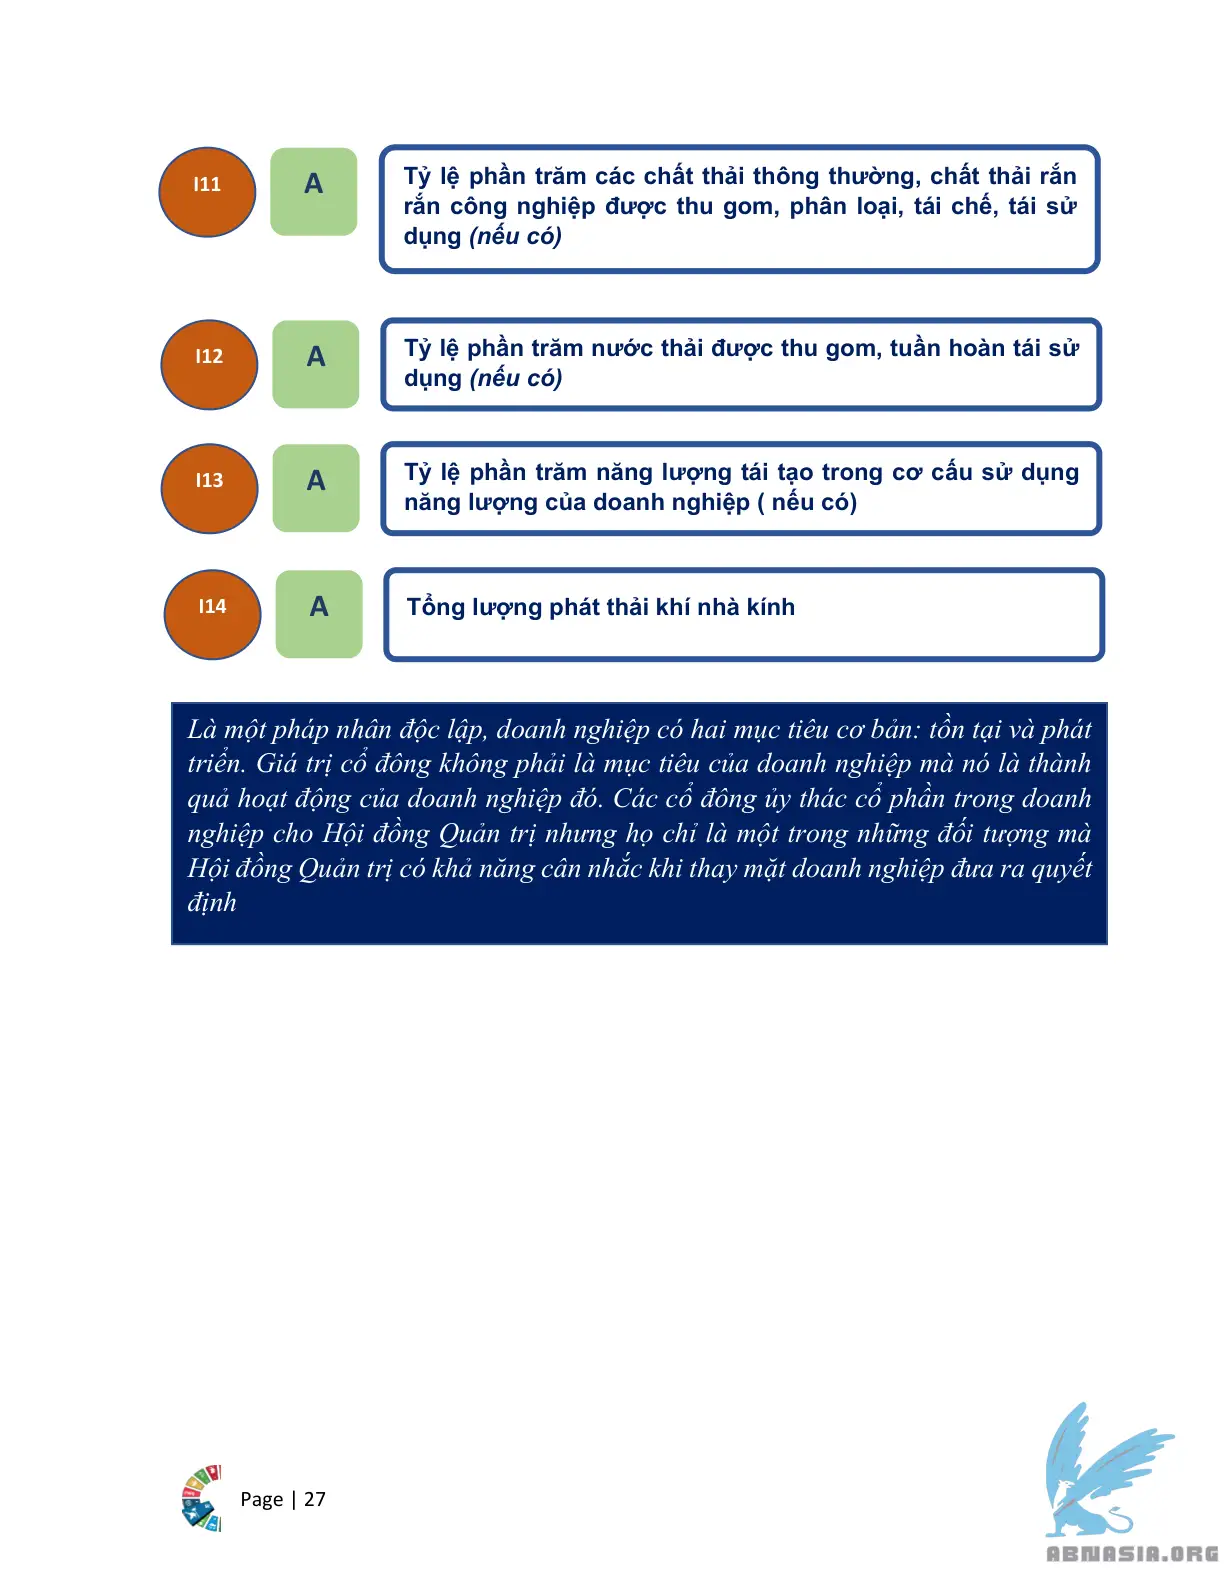 I11
A
Tỷ lệ phần trăm các chất thải thông thường, chất thải rắn
rắn công nghiệp được thu gom, phân loại, tái chế, tái sử
dụng (nếu có)
I12
A
Tỷ lệ phần trăm nước thải được thu gom, tuần hoàn tái sử
dụng (nếu có)
I13
A
Tỷ lệ phần trăm năng lượng tái tạo trong cơ cấu sử dụng
năng lượng của doanh nghiệp ( nếu có)
I14
A
Tổng lượng phát thải khí nhà kính
Là một pháp nhân độc lập, doanh nghiệp có hai mục tiêu cơ bản: tồn tại và phát
triển. Giá trị cổ đông không phải là mục tiêu của doanh nghiệp mà nó là thành
quả hoạt động của doanh nghiệp đó. Các cổ đông ủy thác cổ phần trong doanh
nghiệp cho Hội đồng Quản trị nhưng họ chỉ là một trong những đối tượng mà
Hội đồng Quản trị có khả năng cân nhắc khi thay mặt doanh nghiệp đưa ra quyết
định
Page | 27
ABNASIA.ORG